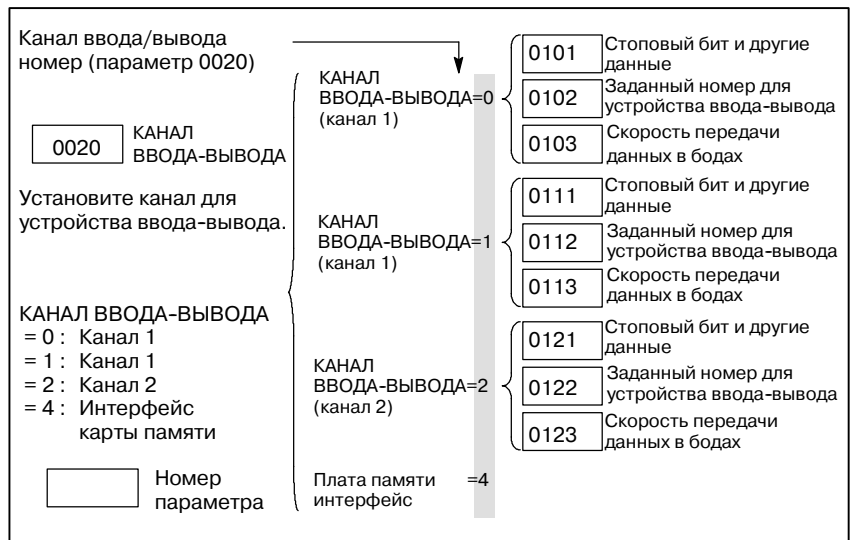 Канал ввода/вывода
номер (параметр 0020)
0020
КАНАЛ
ВВОДА-ВЫВОДА
Установите канал для
устройства ввода-вывода.
КАНАЛ ВВОДА-ВЫВОДА
= 0 : Канал 1
= 1 : Канал 1
= 2 : Канал 2
= 4 : Интерфейс
карты памяти
Номер
параметра
КАНАЛ
ВВОДА-ВЫВОДА=0
(канал 1)
0101
Стоповый бит и другие
данные
0102
Заданный номер для
устройства ввода-вывода
0103
Скорость передачи
данных в бодах
КАНАЛ
ВВОДА-ВЫВОДА=1
(канал 1)
0111
Стоповый бит и другие
данные
0112
Заданный номер для
устройства ввода-вывода
0113
Скорость передачи
данных в бодах
КАНАЛ
ВВОДА-ВЫВОДА=2
(канал 2)
0121
Стоповый бит и другие
данные
0122
Заданный номер для
устройства ввода-вывода
0123
Скорость передачи
данных в бодах
Плата памяти =4
интерфейс